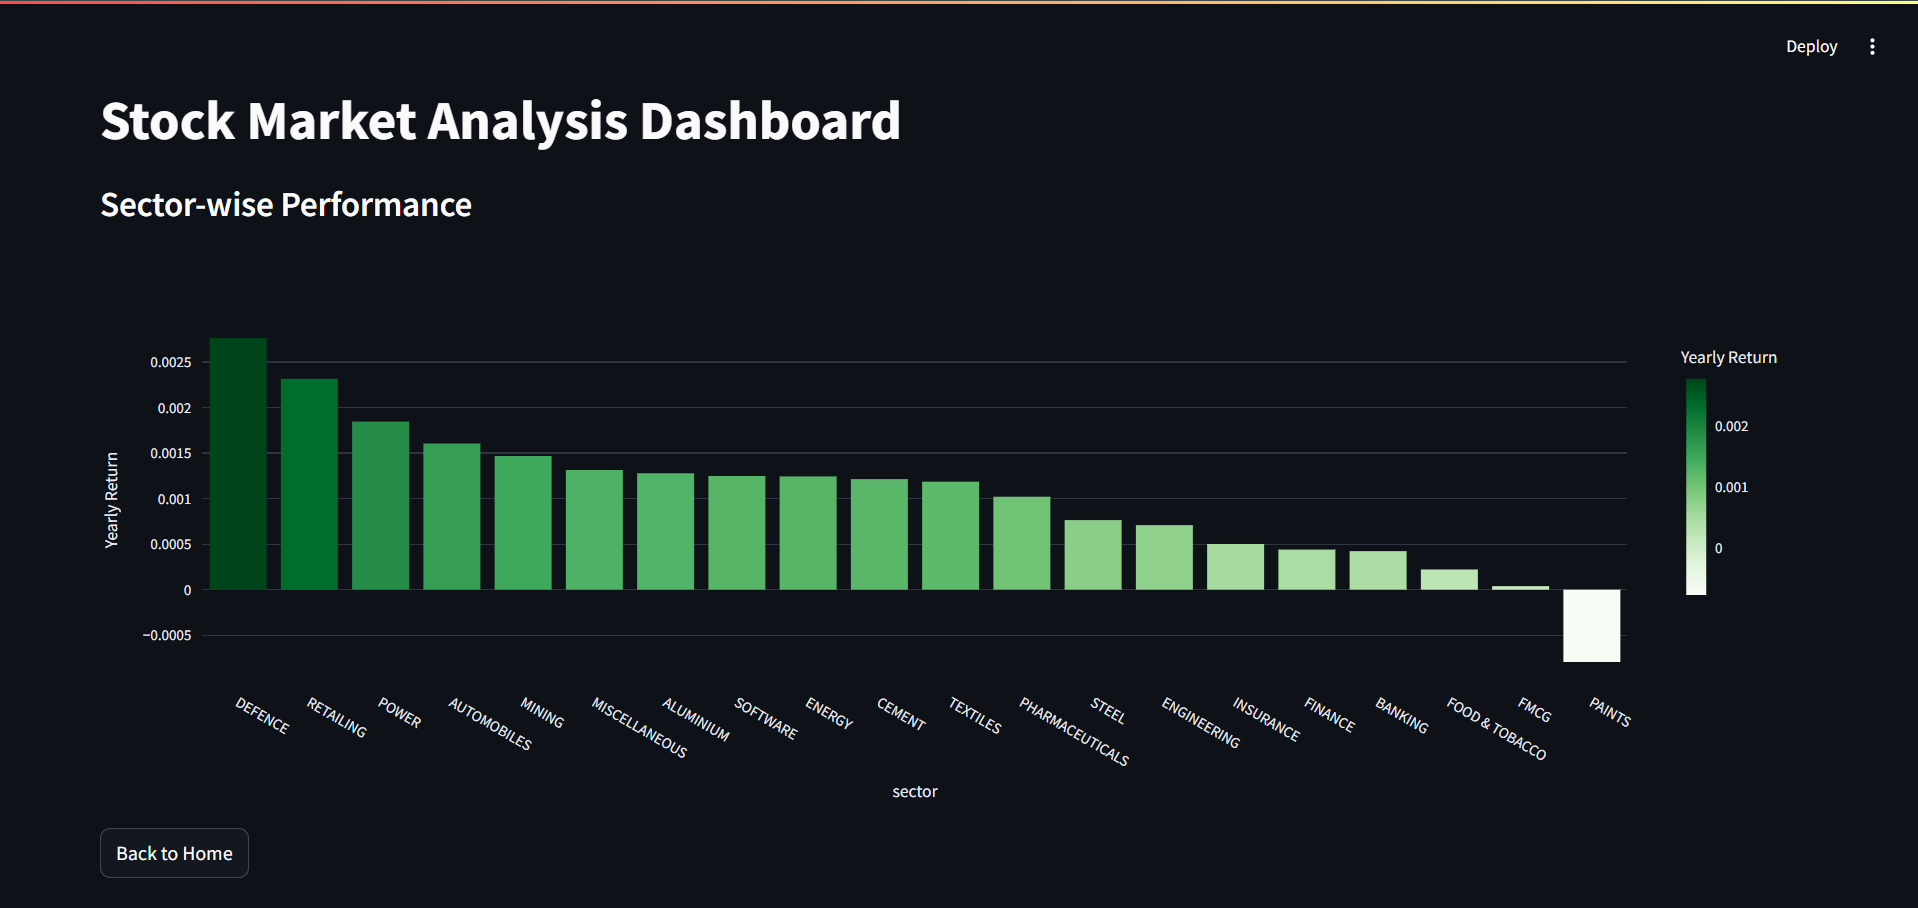 Deploy
Stock Market Analysis Dashboard
Sector-wise Performance
Yearly Return
0.0025
0.002
0.0015
0.001
0.0005
0
−0.0005
DEFENCE
RETAILING
POWER
AUTOMOBILES
MINING
MISCELLANEOUS
ALUMINIUM
SOFTWARE
ENERGY
CEMENT
TEXTILES
PHARMACEUTICALS
STEEL
ENGINEERING
INSURANCE
FINANCE
BANKING
FOOD & TOBACCO
FMCG
PAINTS
sector
Yearly Return
0.002
0.001
0
Back to Home